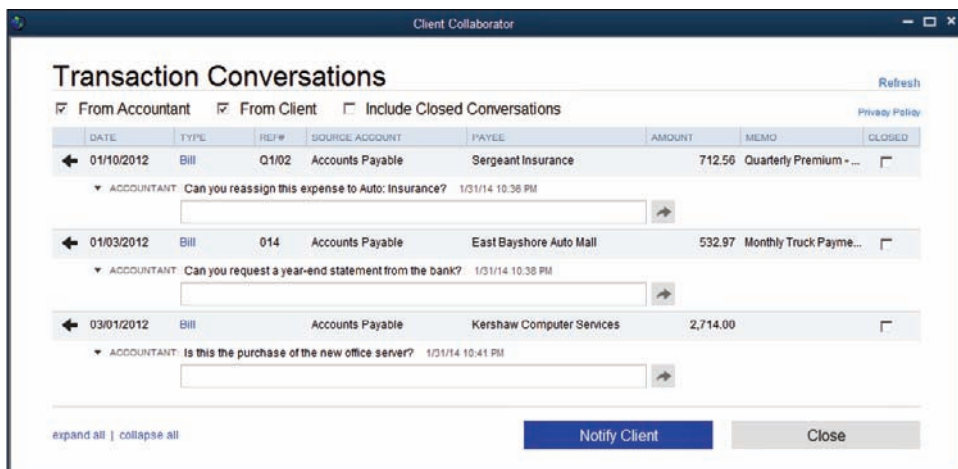 Client Collaborator
Transaction Conversations
Refresh
From Accountant From Client Include Closed Conversations
Privacy Policy
DATE TYPE REF# SOURCE ACCOUNT PAYEE AMOUNT MEMO CLOSED
01/10/2012 Bill Q1/02 Accounts Payable Sergeant Insurance 712.56 Quarterly Premium - ...
ACCOUNTANT: Can you reassign this expense to Auto: Insurance? 1/31/14 10:36 PM
01/03/2012 Bill 014 Accounts Payable East Bayshore Auto Mall 532.97 Monthly Truck Payme...
ACCOUNTANT: Can you request a year-end statement from the bank? 1/31/14 10:38 PM
03/01/2012 Bill Accounts Payable Kershaw Computer Services 2,714.00
ACCOUNTANT: Is this the purchase of the new office server? 1/31/14 10:41 PM
expand all | collapse all Notify Client Close